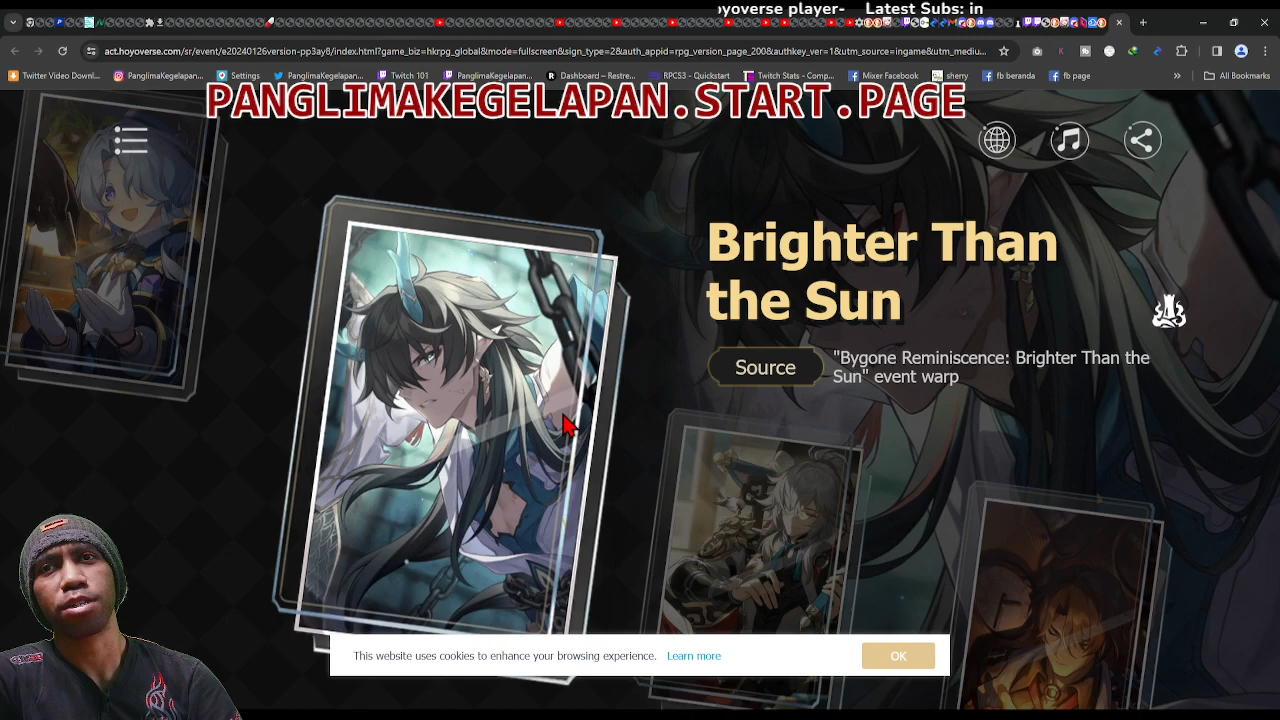 oyoverse player-
Latest Subs: in
act.hoyoverse.com/sr/event/e20240126version-pp3ay8/index.html?game_biz=hkrpg_global&mode=fullscreen&sign_type=2&auth_appid=rpg_version_page_200&authkey_ver=1&utm_source=ingame&utm_mediu...
Twitter Video Downl...
PanglimaKegelapan...
Settings
PanglimaKegelapan...
Twitch 101
PanglimaKegelapan...
Dashboard – Restre...
RPCS3 - Quickstart
Twitch Stats - Comp...
Mixer Facebook
sherry
fb beranda
fb page
»
All Bookmarks
PANGLIMAKEGELAPAN.START.PAGE
Brighter Than
the Sun
Source
"Bygone Reminiscence: Brighter Than the
Sun" event warp
This website uses cookies to enhance your browsing experience. Learn more
OK